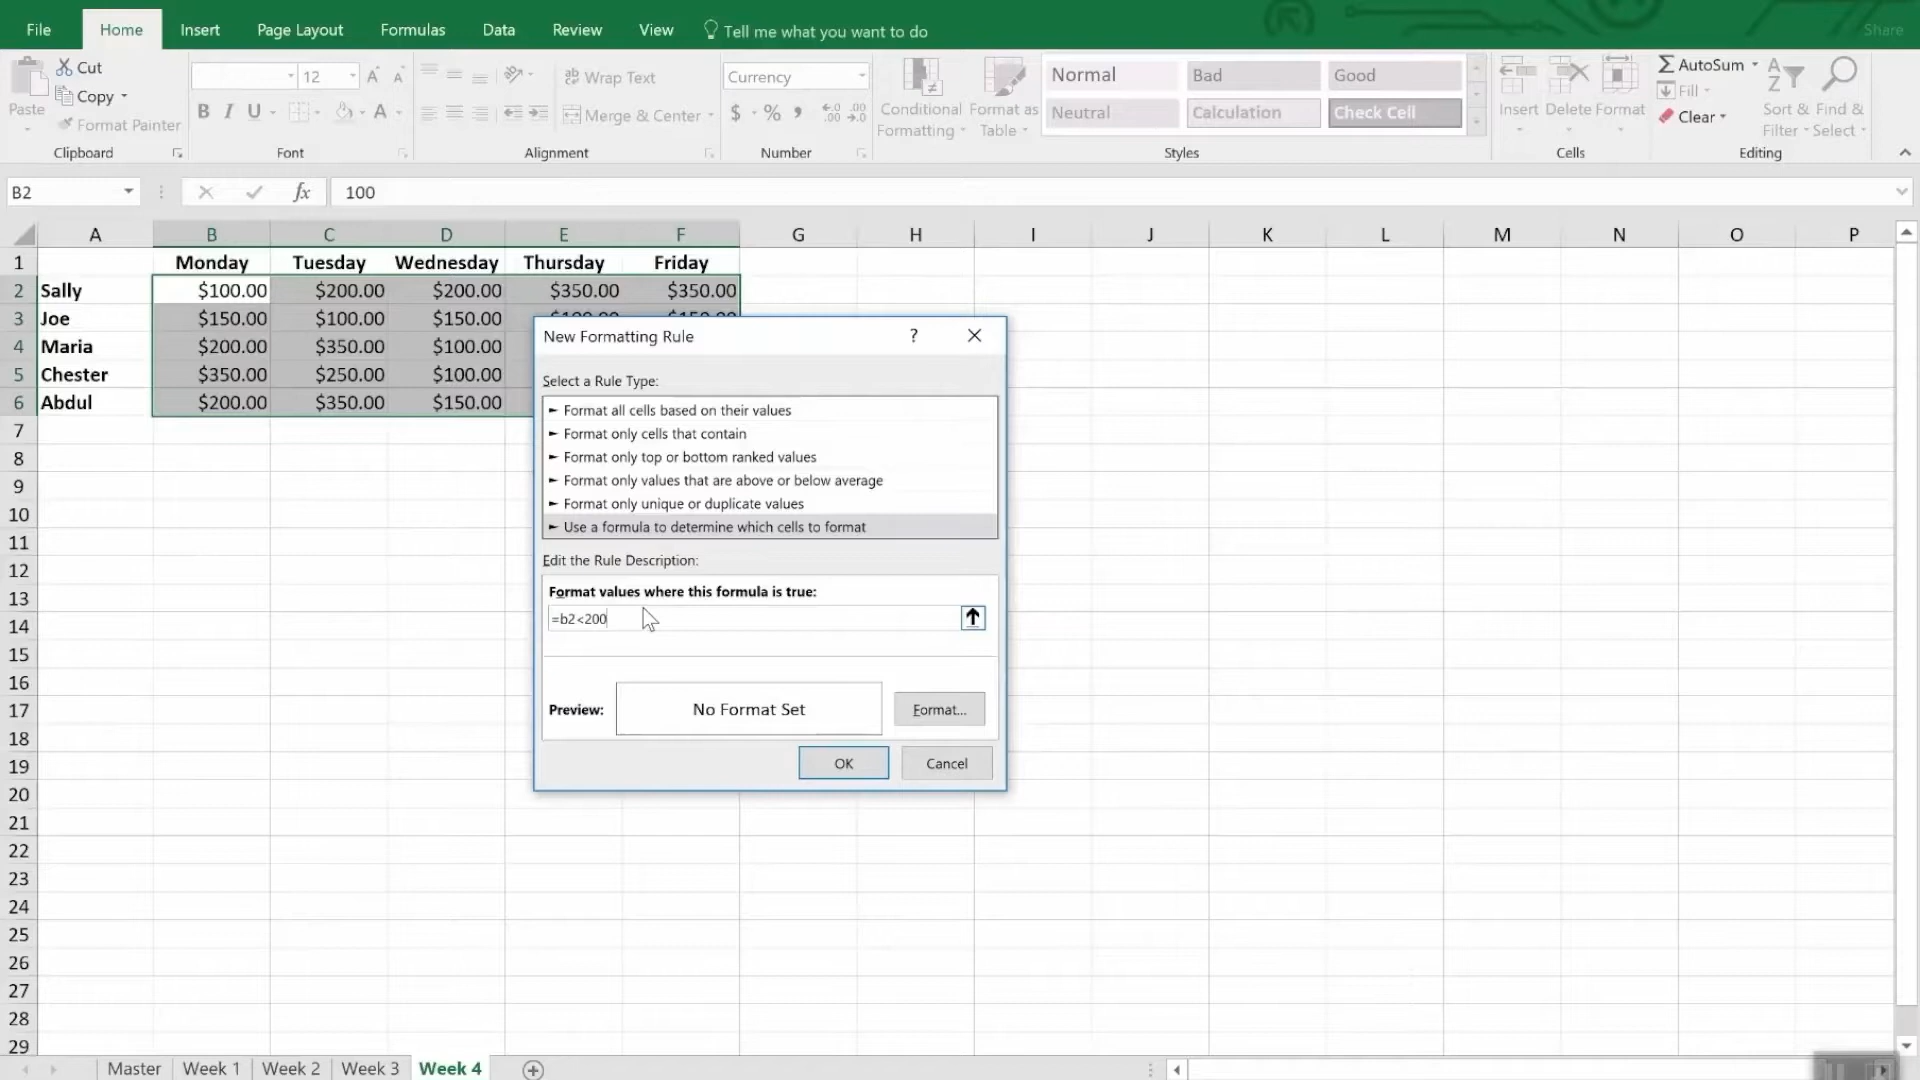 File Home Insert Page Layout Formulas Data Review View Tell me what you want to do Share
Paste Cut Copy Format Painter Clipboard
12 B I U A Font
Wrap Text Merge & Center Alignment
Currency $ % , Number
Conditional Formatting Format as Table
Normal Bad Good
Neutral Calculation Check Cell
Styles
Insert Delete Format Cells
AutoSum Fill Clear Sort & Filter Find & Select Editing
B2 fx 100
A B C D E F G H I J K L M N O P
1 Monday Tuesday Wednesday Thursday Friday
2 Sally $100.00 $200.00 $200.00 $350.00 $350.00
3 Joe $150.00 $100.00 $150.00
4 Maria $200.00 $350.00 $100.00
5 Chester $350.00 $250.00 $100.00
6 Abdul $200.00 $350.00 $150.00
7
8
9
10
11
12
13
14
15
16
17
18
19
20
21
22
23
24
25
26
27
28
29
New Formatting Rule ?
Select a Rule Type:
► Format all cells based on their values
► Format only cells that contain
► Format only top or bottom ranked values
► Format only values that are above or below average
► Format only unique or duplicate values
► Use a formula to determine which cells to format
Edit the Rule Description:
Format values where this formula is true:
=b2<200
Preview: No Format Set Format...
OK Cancel
Master Week 1 Week 2 Week 3 Week 4